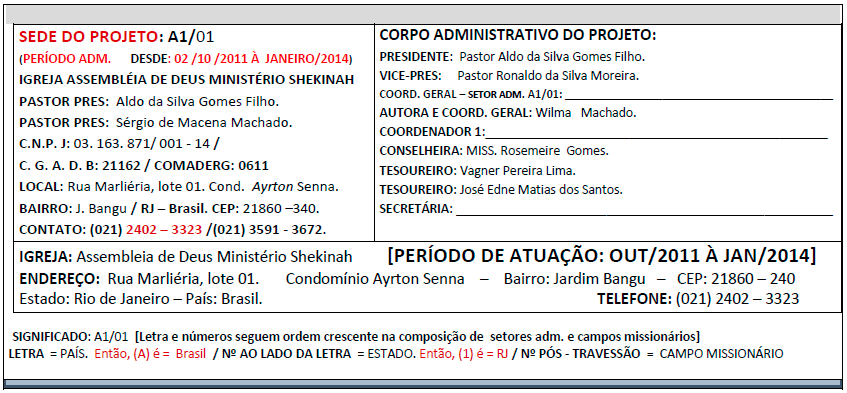 SEDE DO PROJETO: A1/01
(PERÍODO ADM. DESDE: 02 /10 /2011 À JANEIRO/2014)
IGREJA ASSEMBLÉIA DE DEUS MINISTÉRIO SHEKINAH
PASTOR PRES: Aldo da Silva Gomes Filho.
PASTOR PRES: Sérgio de Macena Machado.
C.N.P. J: 03. 163. 871/ 001 - 14 /
C. G. A. D. B: 21162 / COMADERG: 0611
LOCAL: Rua Marliéria, lote 01. Cond. Ayrton Senna.
BAIRRO: J. Bangu / RJ – Brasil. CEP: 21860 –340.
CONTATO: (021) 2402 – 3323 /(021) 3591 - 3672.
CORPO ADMINISTRATIVO DO PROJETO:
PRESIDENTE: Pastor Aldo da Silva Gomes Filho.
VICE-PRES: Pastor Ronaldo da Silva Moreira.
COORD. GERAL – SETOR ADM. A1/01: ___________________________________
AUTORA E COORD. GERAL: Wilma Machado.
COORDENADOR 1:___________________________________________
CONSELHEIRA: MISS. Rosemeire Gomes.
TESOUREIRO: Vagner Pereira Lima.
TESOUREIRO: José Edne Matias dos Santos.
SECRETÁRIA: _______________________________________________
IGREJA: Assembleia de Deus Ministério Shekinah [PERÍODO DE ATUAÇÃO: OUT/2011 À JAN/2014]
ENDEREÇO: Rua Marliéria, lote 01. Condomínio Ayrton Senna – Bairro: Jardim Bangu – CEP: 21860 – 240
Estado: Rio de Janeiro – País: Brasil. TELEFONE: (021) 2402 – 3323
SIGNIFICADO: A1/01 [Letra e números seguem ordem crescente na composição de setores adm. e campos missionários]
LETRA = PAÍS. Então, (A) é = Brasil / Nº AO LADO DA LETRA = ESTADO. Então, (1) é = RJ / Nº PÓS - TRAVESSÃO = CAMPO MISSIONÁRIO